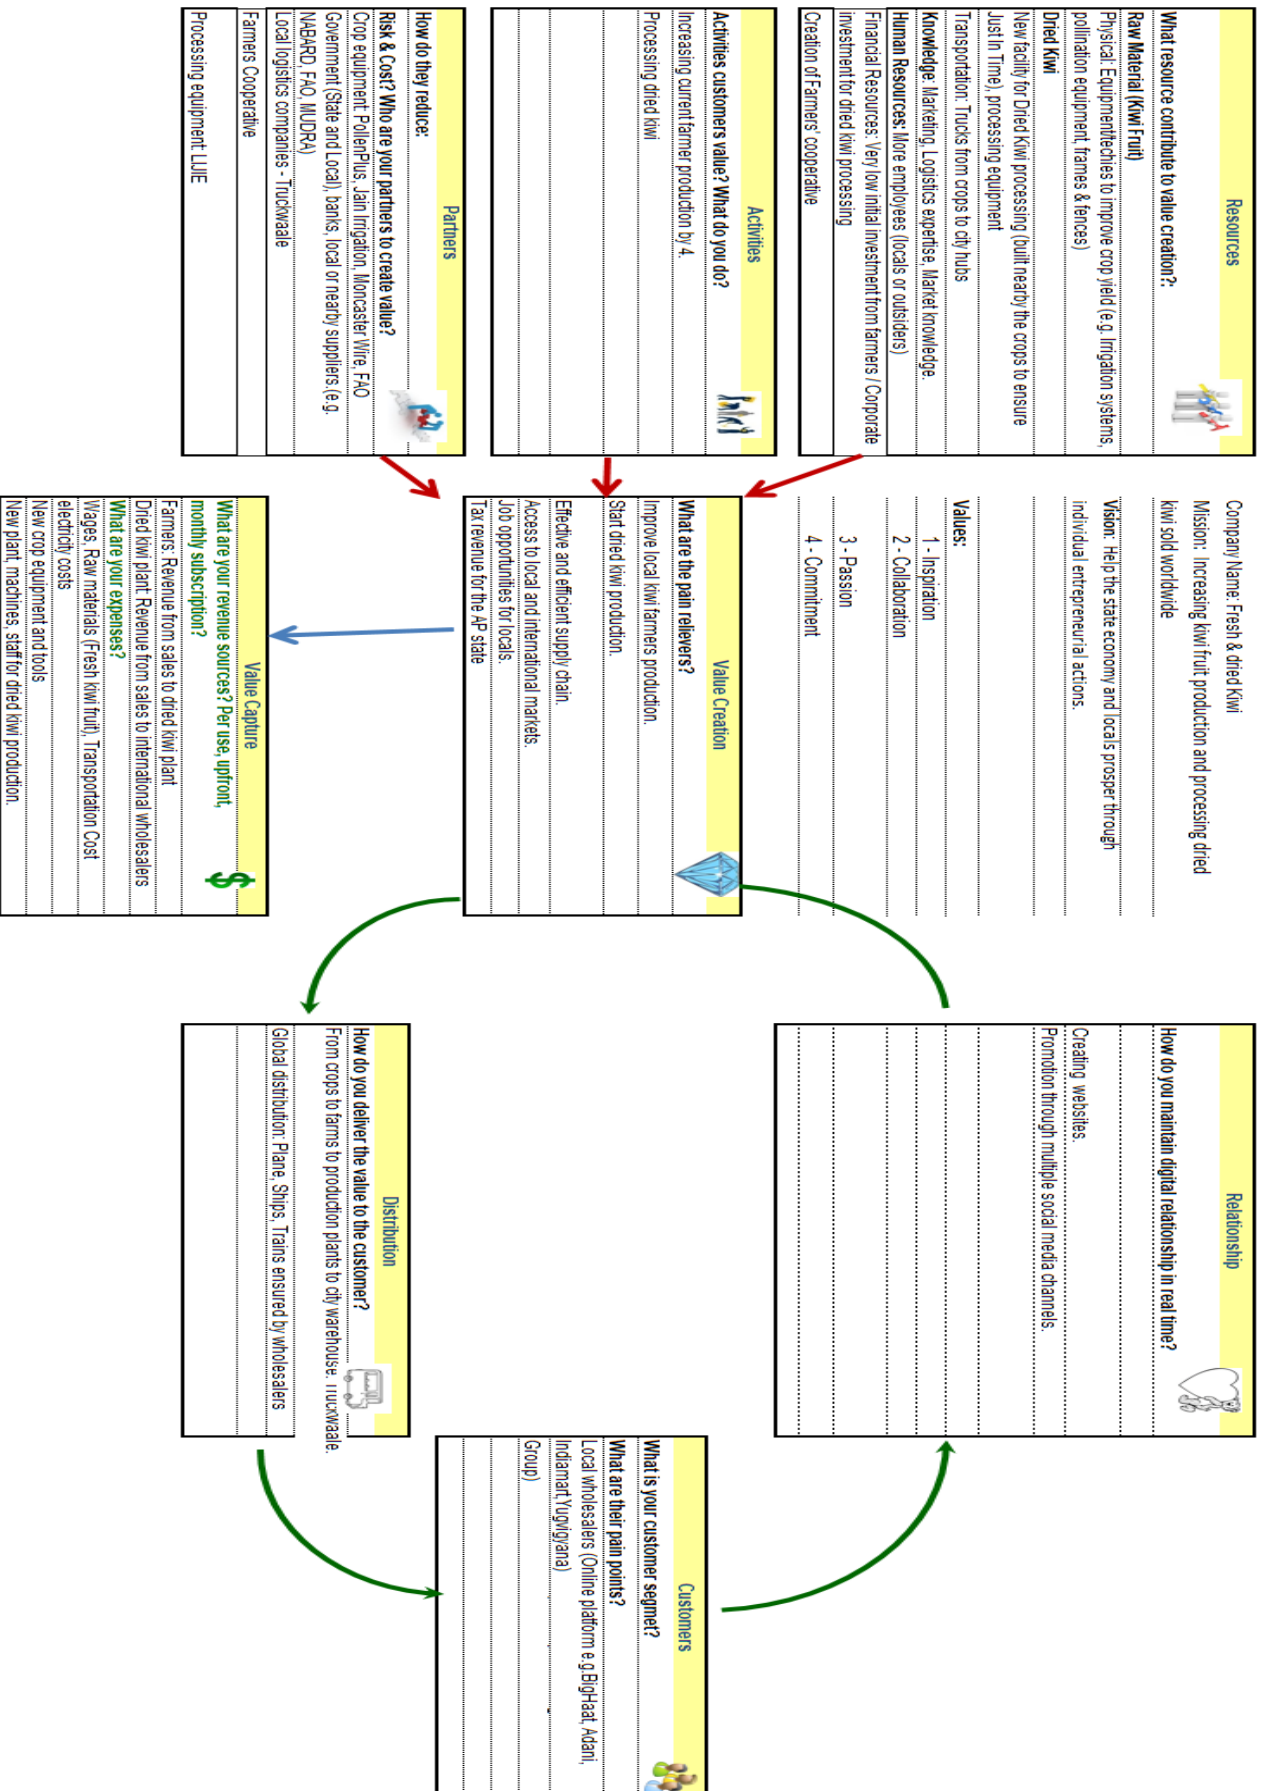 Resources
What resource contribute to value creation?:
Raw Material (Kiwi Fruit)
Physical: Equipment/techies to improve crop yield (e.g. Irrigation systems,
pollination equipment, frames & fences)
Dried Kiwi
New facility for Dried Kiwi processing (built nearby the crops to ensure
Just In Time), processing equipment
Transportation: Trucks from crops to city hubs
Knowledge: Marketing, Logistics expertise, Market knowledge.
Human Resources: More employees (locals or outsiders)
Financial Resources: Very low initial investment from farmers / Corporate
investment for dried kiwi processing
Creation of Farmers' cooperative
Activities
Activities customers value? What do you do?
Increasing current farmer production by 4.
Processing dried kiwi
Partners
How do they reduce:
Risk & Cost? Who are your partners to create value?
Crop equipment: PollenPlus, Jain Irrigation, Moncaster Wire, FAO
Government (State and Local), banks, local or nearby suppliers.(e.g.
NABARD, FAO, MUDRA)
Local logistics companies - Truckwaale
Farmers Cooperative
Processing equipment: LIJIE
Company Name: Fresh & dried Kiwi
Mission: Increasing kiwi fruit production and processing dried
kiwi sold worldwide
Vision: Help the state economy and locals prosper through
individual entrepreneurial actions.
Values:
1 - Inspiration
2 - Collaboration
3 - Passion
4 - Commitment
Value Creation
What are the pain relievers?
Improve local kiwi farmers production.
Start dried kiwi production.
Effective and efficient supply chain.
Access to local and international markets.
Job opportunities for locals.
Tax revenue for the AP state
Value Capture
What are your revenue sources? Per use, upfront,
monthly subscription?
Farmers: Revenue from sales to dried kiwi plant
Dried kiwi plant: Revenue from sales to international wholesalers
What are your expenses?
Wages, Raw materials (Fresh kiwi fruit), Transportation Cost
electricity costs
New crop equipment and tools
New plant, machines, staff for dried kiwi production.
Relationship
How do you maintain digital relationship in real time?
Creating websites.
Promotion through multiple social media channels.
Distribution
How do you deliver the value to the customer?
From crops to farms to production plants to city warehouse. Truckwaale.
Global distribution: Plane, Ships, Trains ensured by wholesalers
Customers
What is your customer segmet?
What are their pain points?
Local wholesalers (Online platform e.g.BigHaat, Adani,
Indiamart,Yugvigyana)
Group)